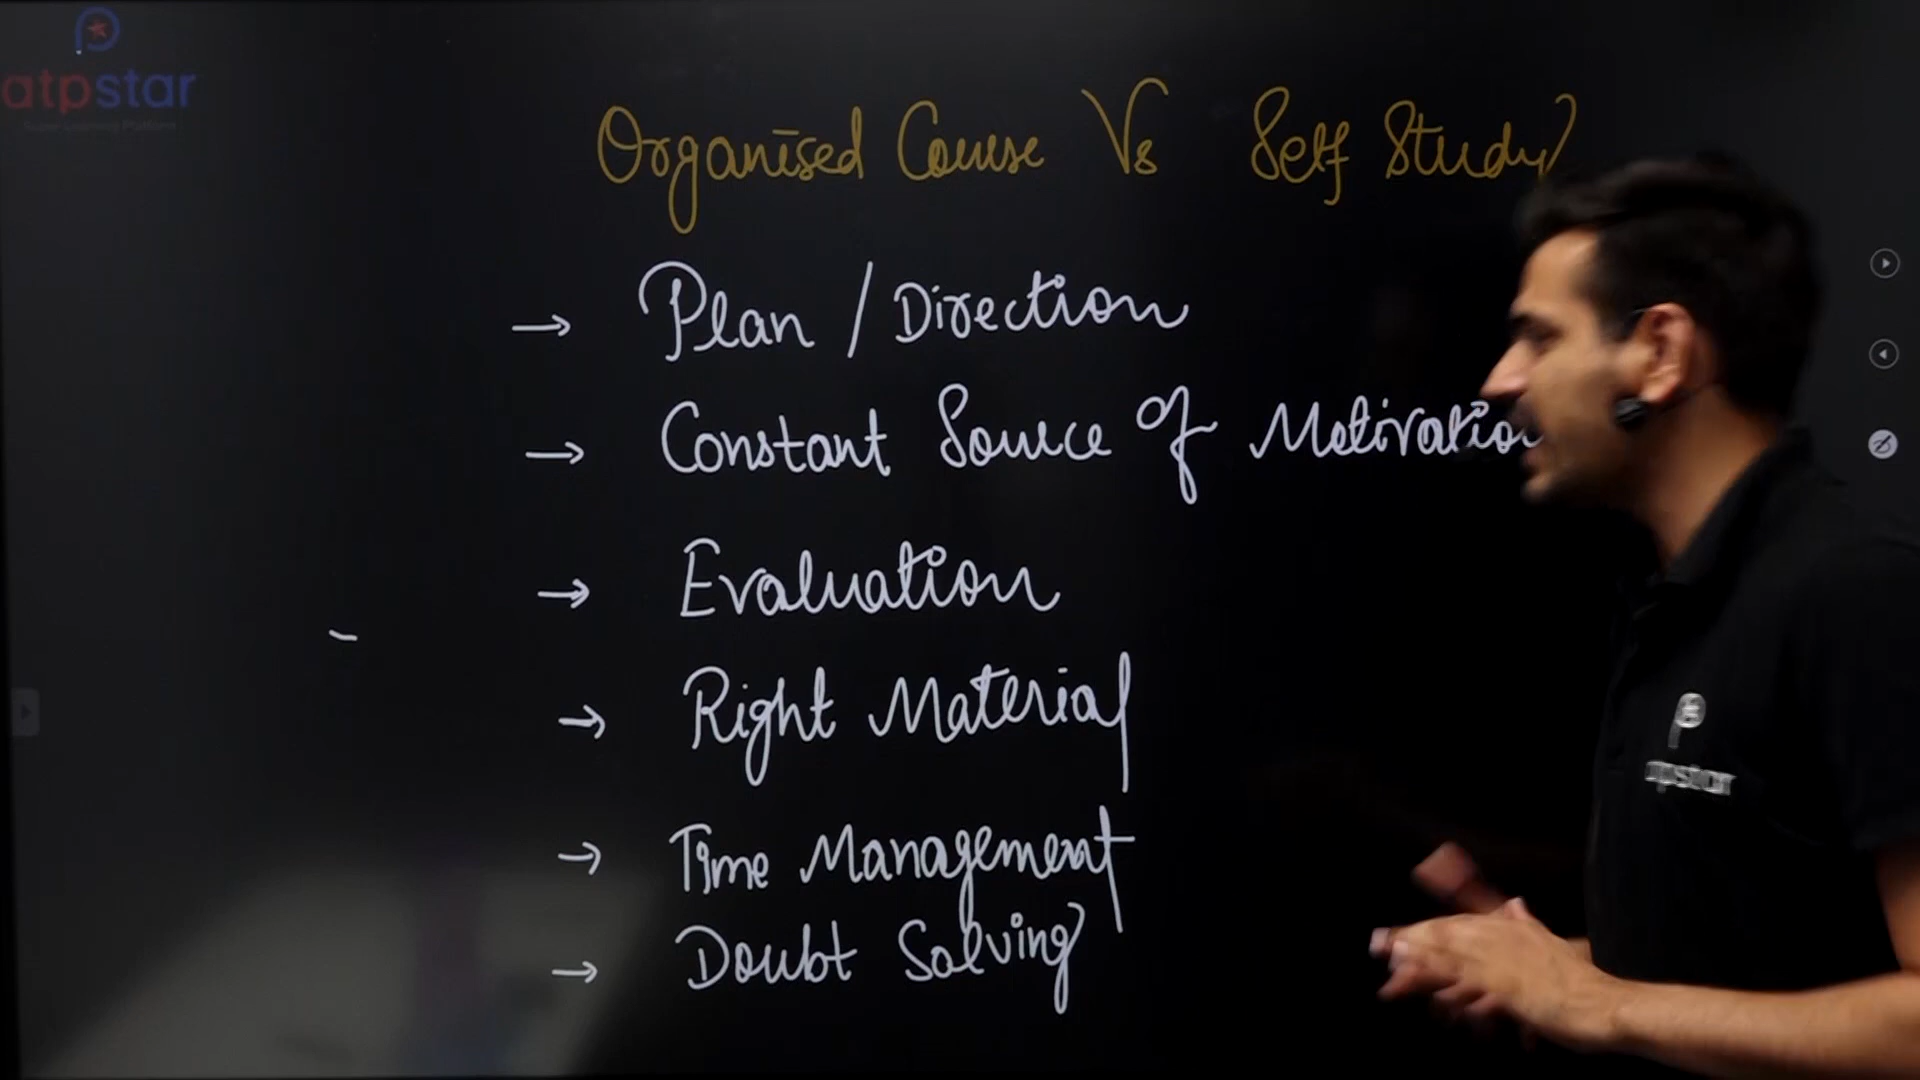 atpstar
Organised Course Vs Self Study
→ Plan / Direction
→ Constant Source of Motivation
→ Evaluation
→ Right Material
→ Time Management
→ Doubt Solving